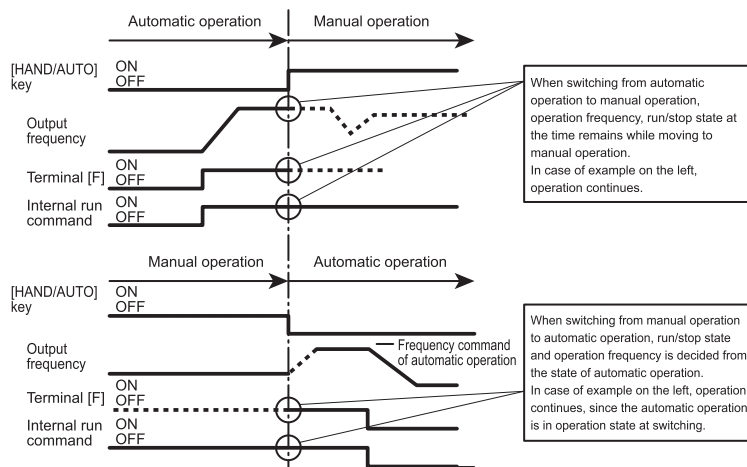 Automatic operation
Manual operation
[HAND/AUTO]
key
ON
OFF
Output
frequency
Terminal [F]
ON
OFF
Internal run
command
ON
OFF
When switching from automatic
operation to manual operation,
operation frequency, run/stop state at
the time remains while moving to
manual operation.
In case of example on the left,
operation continues.
Manual operation
Automatic operation
[HAND/AUTO]
key
ON
OFF
Output
frequency
Frequency command
of automatic operation
Terminal [F]
ON
OFF
Internal run
command
ON
OFF
When switching from manual operation
to automatic operation, run/stop state
and operation frequency is decided from
the state of automatic operation.
In case of example on the left, operation
continues, since the automatic operation
is in operation state at switching.